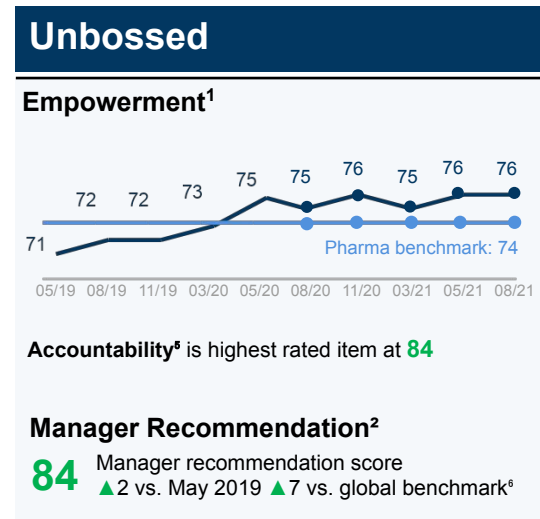 Unbossed
Empowerment¹
71 72 72 73 75 75 76 75 76 76
Pharma benchmark: 74
05/19 08/19 11/19 03/20 05/20 08/20 11/20 03/21 05/21 08/21
Accountability⁵ is highest rated item at 84
Manager Recommendation²
84 Manager recommendation score
▲2 vs. May 2019 ▲7 vs. global benchmark⁶